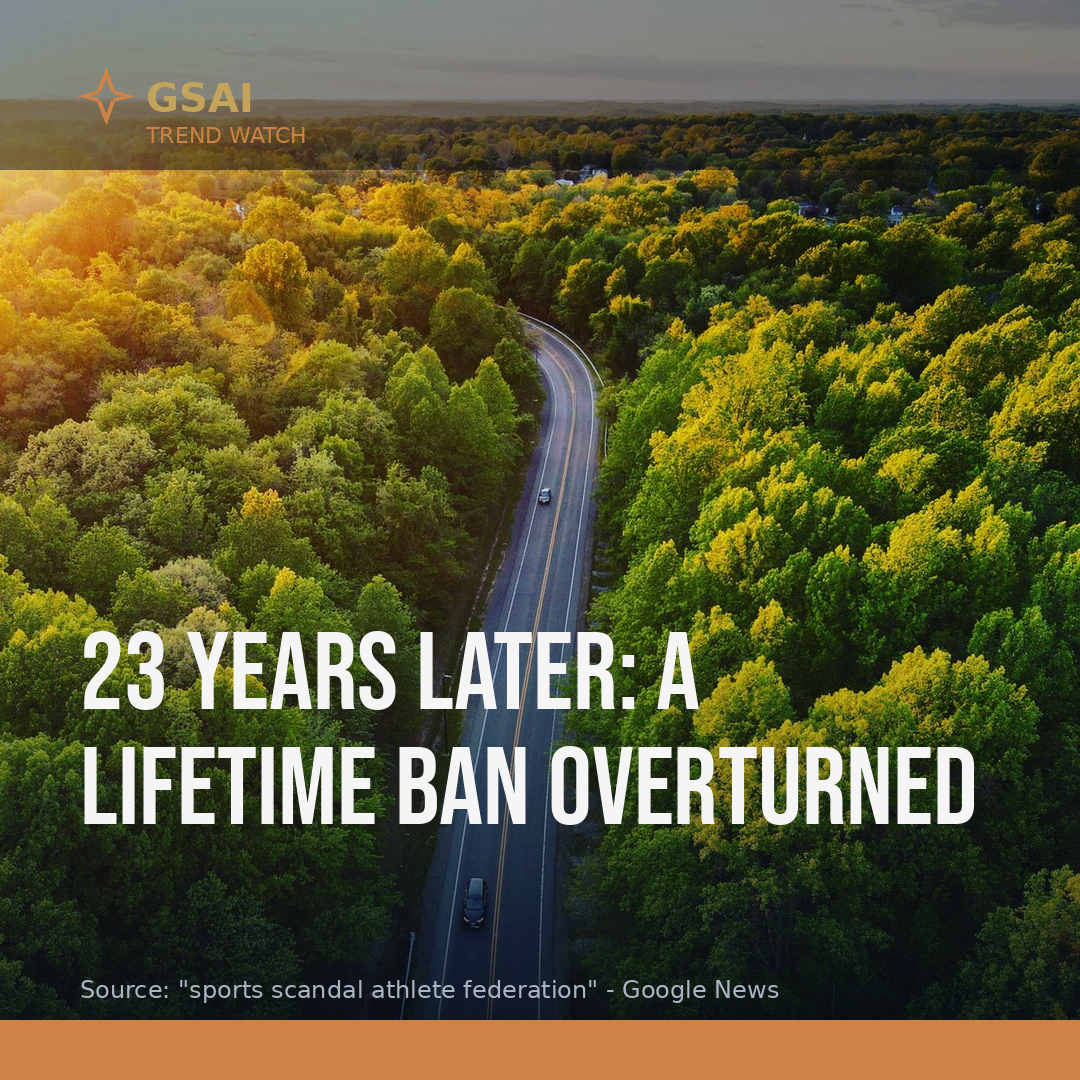 GSAI
TREND WATCH
23 YEARS LATER: A
LIFETIME BAN OVERTURNED
Source: "sports scandal athlete federation" - Google News